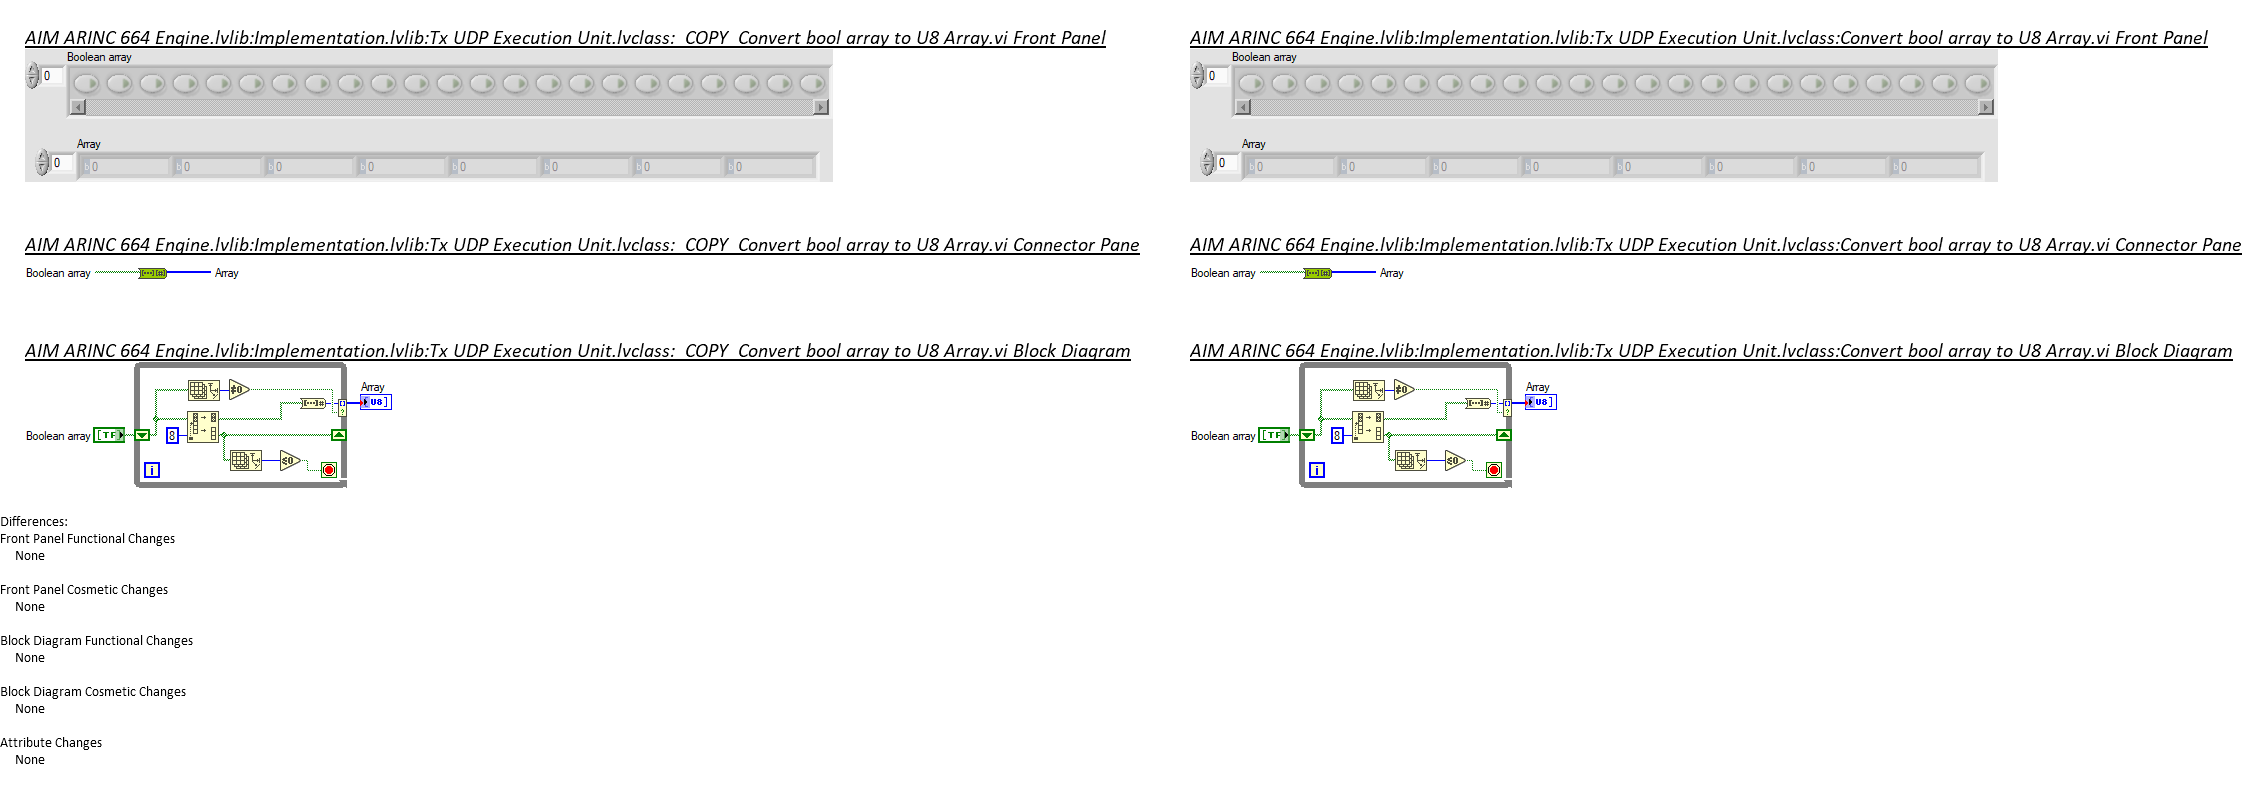 AIM ARINC 664 Engine.lvlib:Implementation.lvlib:Tx UDP Execution Unit.lvclass:  COPY  Convert bool array to U8 Array.vi Front Panel
Boolean array
0
Array
0
b 0 b 0 b 0 b 0 b 0 b 0 b 0 b 0
AIM ARINC 664 Engine.lvlib:Implementation.lvlib:Tx UDP Execution Unit.lvclass:Convert bool array to U8 Array.vi Front Panel
Boolean array
0
Array
0
b 0 b 0 b 0 b 0 b 0 b 0 b 0 b 0
AIM ARINC 664 Engine.lvlib:Implementation.lvlib:Tx UDP Execution Unit.lvclass:  COPY  Convert bool array to U8 Array.vi Connector Pane
Boolean array [···][#] Array
AIM ARINC 664 Engine.lvlib:Implementation.lvlib:Tx UDP Execution Unit.lvclass:Convert bool array to U8 Array.vi Connector Pane
Boolean array [···][#] Array
AIM ARINC 664 Engine.lvlib:Implementation.lvlib:Tx UDP Execution Unit.lvclass:  COPY  Convert bool array to U8 Array.vi Block Diagram
≠0
Array
[···]#
U8]
Boolean array [TF] 8
≤0
i
AIM ARINC 664 Engine.lvlib:Implementation.lvlib:Tx UDP Execution Unit.lvclass:Convert bool array to U8 Array.vi Block Diagram
≠0
Array
[···]#
U8]
Boolean array [TF] 8
≤0
i
Differences:
Front Panel Functional Changes
None
Front Panel Cosmetic Changes
None
Block Diagram Functional Changes
None
Block Diagram Cosmetic Changes
None
Attribute Changes
None